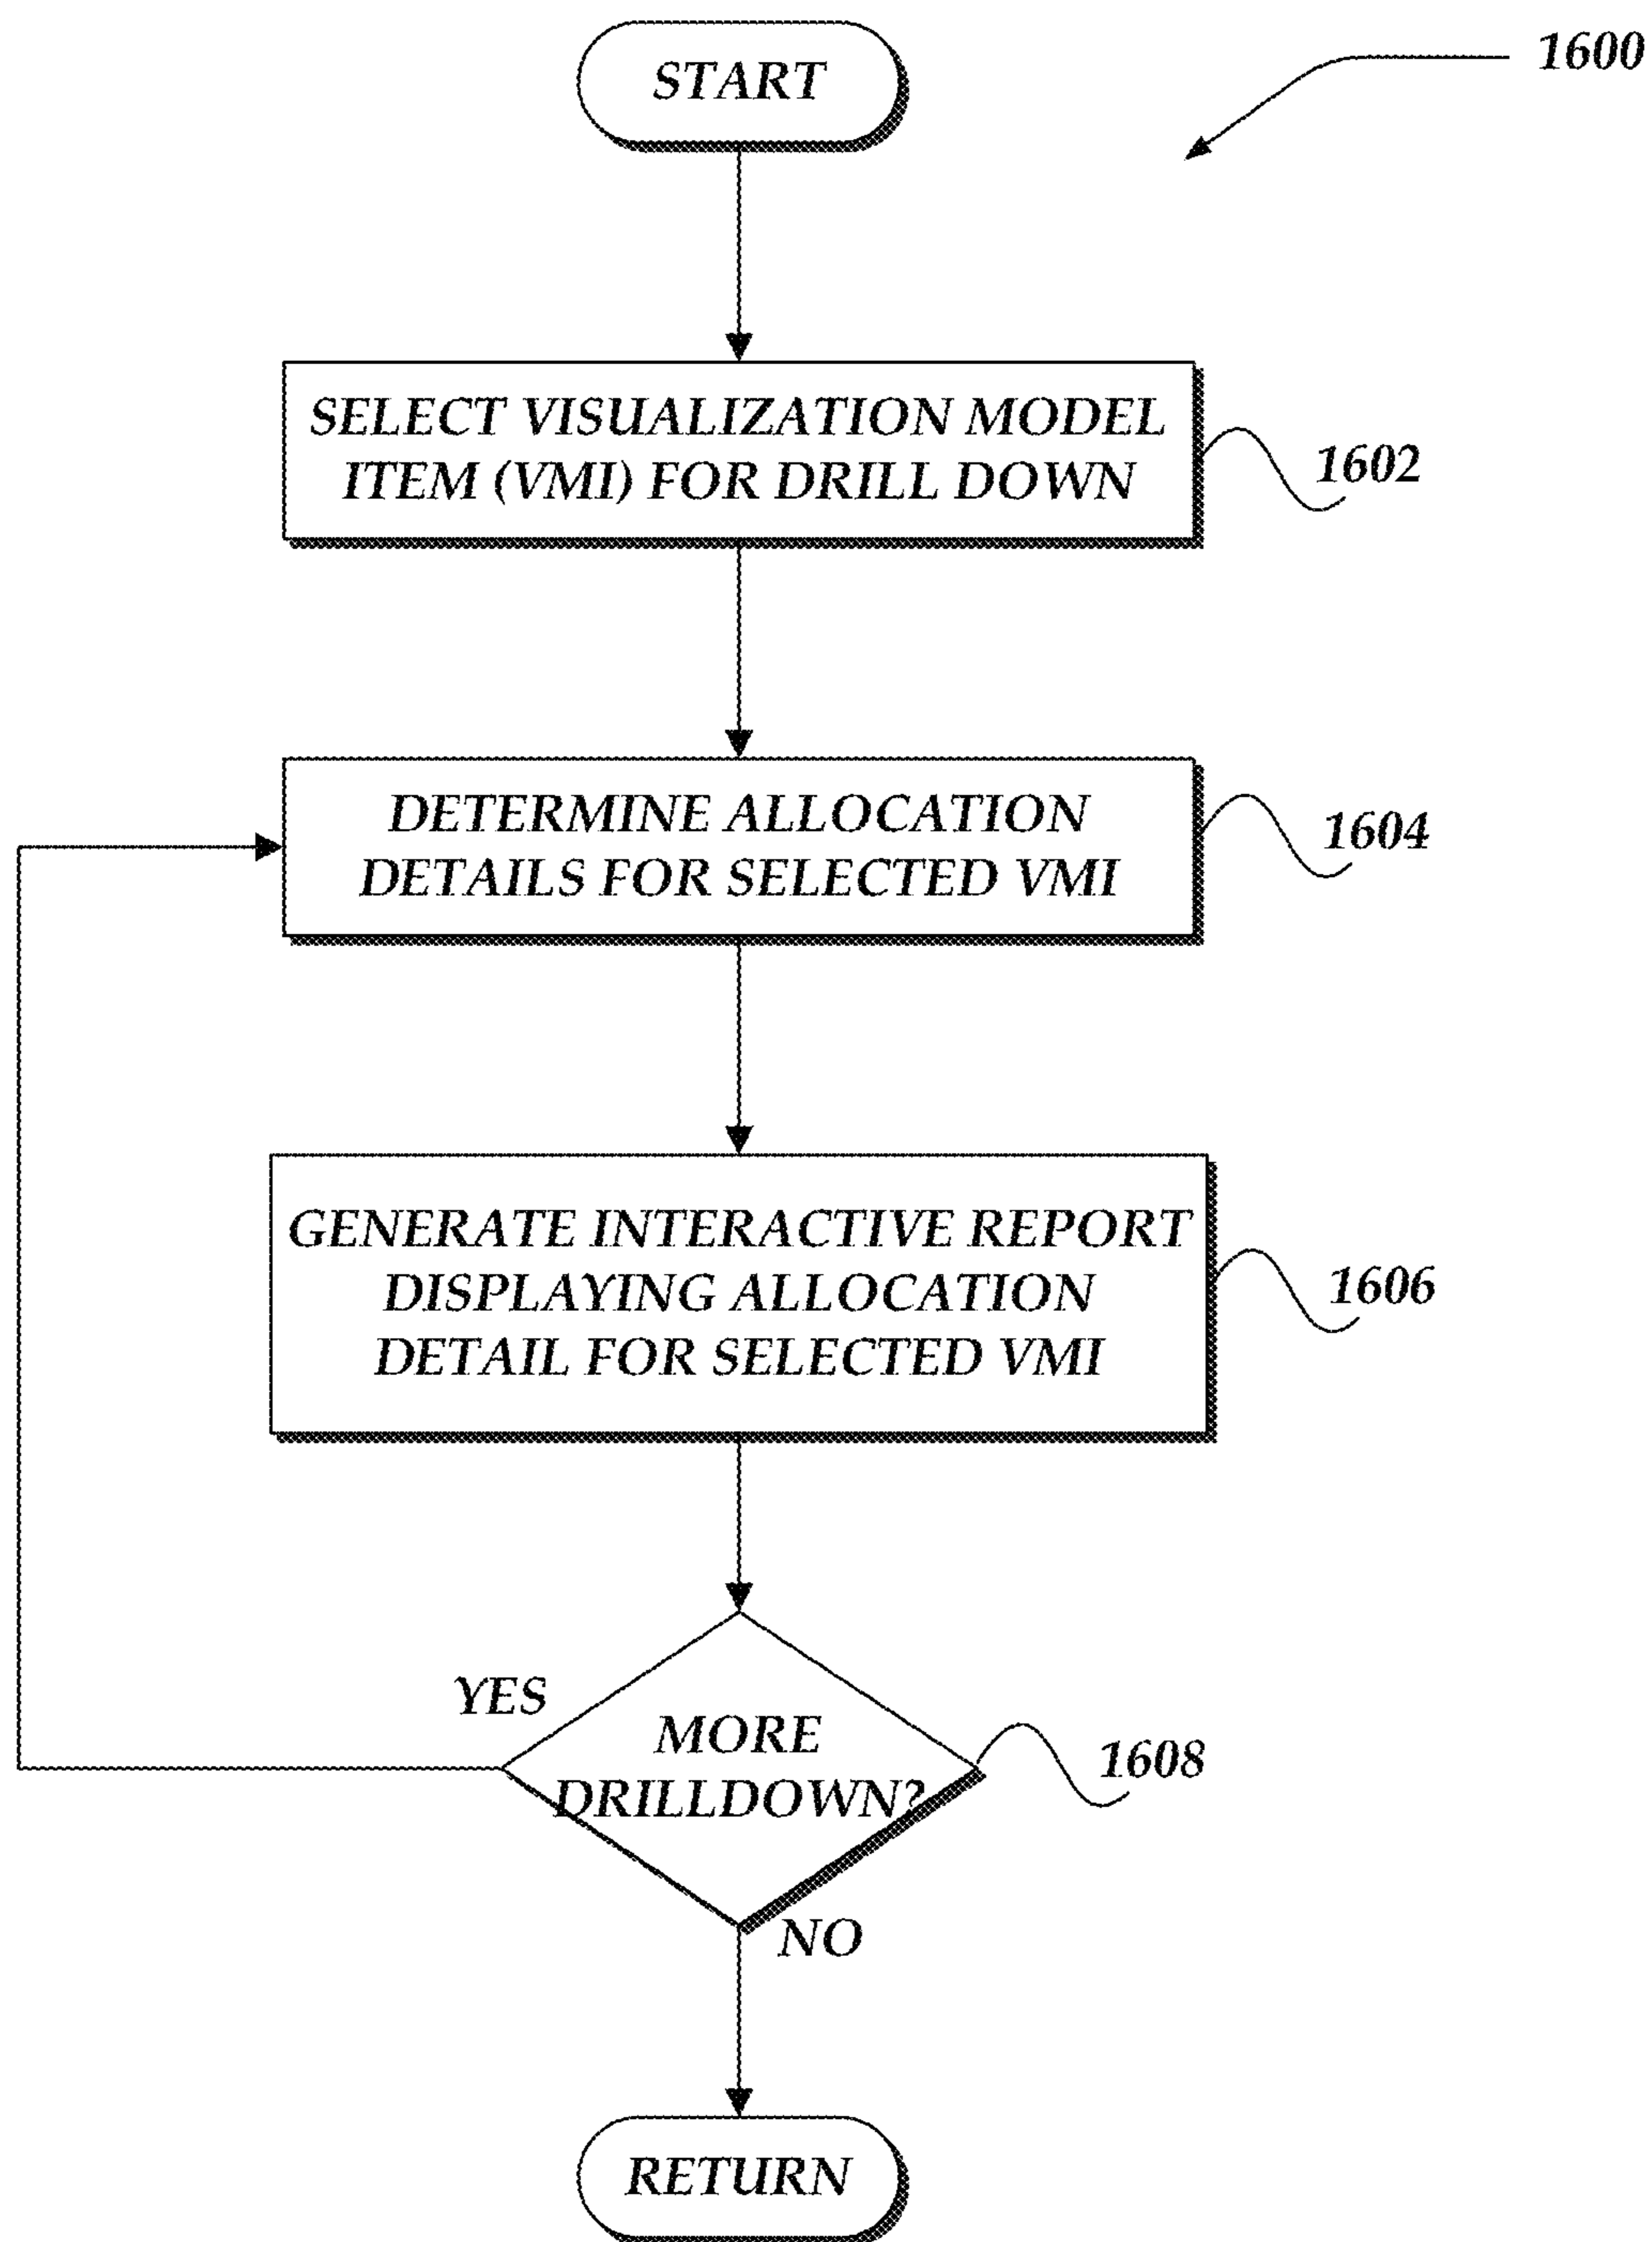 START
1600
SELECT VISUALIZATION MODEL
ITEM (VMI) FOR DRILL DOWN
1602
DETERMINE ALLOCATION
DETAILS FOR SELECTED VMI
1604
GENERATE INTERACTIVE REPORT
DISPLAYING ALLOCATION
DETAIL FOR SELECTED VMI
1606
YES
MORE
DRILLDOWN?
1608
NO
RETURN